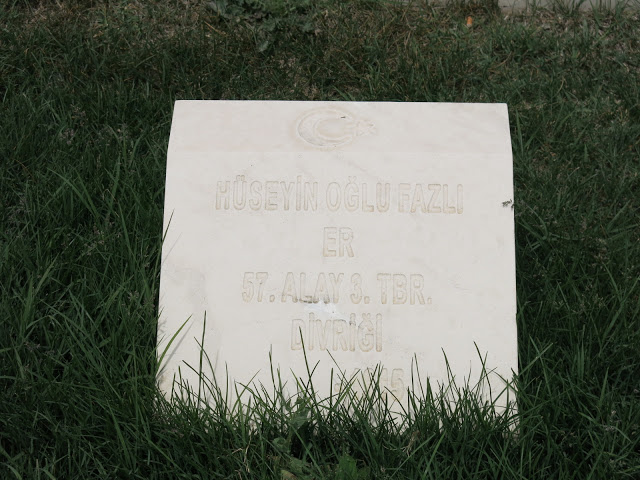 HÜSEYİN OĞLU FAZLI
ER
57. ALAY 3. TBR.
DİVRİĞİ